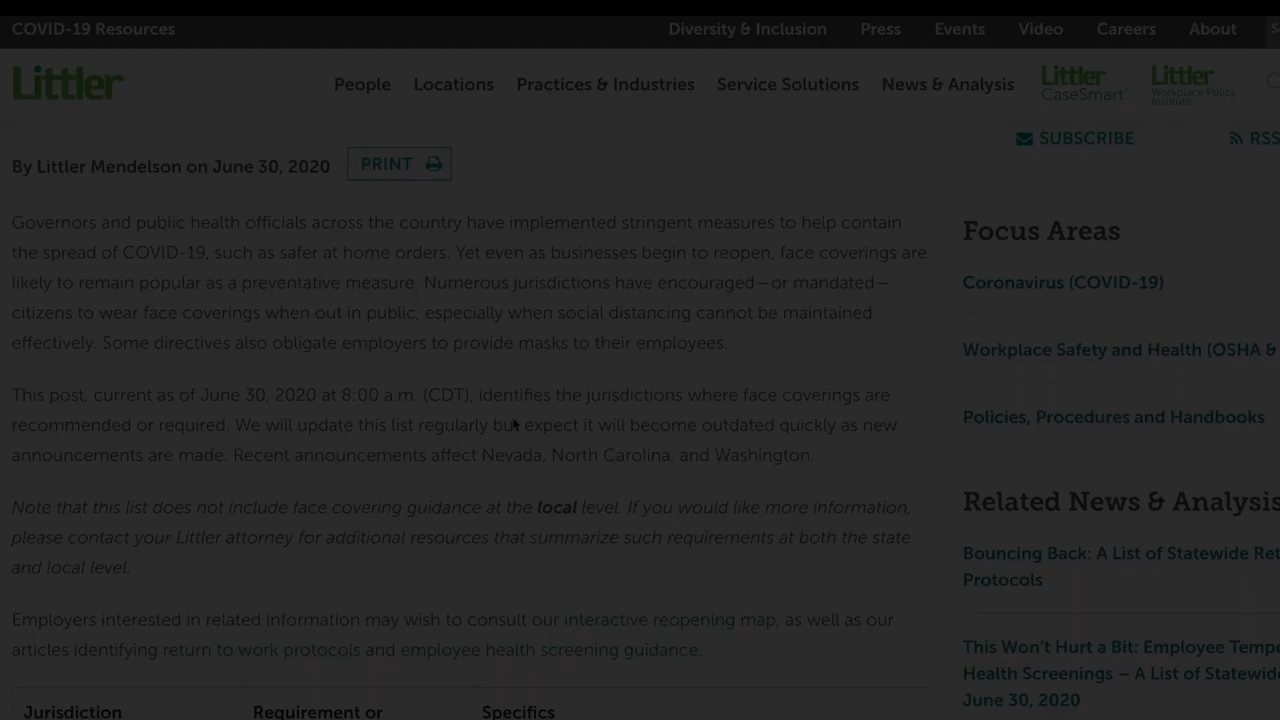 COVID-19 Resources
Diversity & Inclusion Press Events Video Careers About
Littler
People Locations Practices & Industries Service Solutions News & Analysis
Littler
CaseSmart
Littler
Workplace Policy
Institute
SUBSCRIBE RSS
By Littler Mendelson on June 30, 2020 PRINT
Governors and public health officials across the country have implemented stringent measures to help contain
the spread of COVID-19, such as safer at home orders. Yet even as businesses begin to reopen, face coverings are
likely to remain popular as a preventative measure. Numerous jurisdictions have encouraged—or mandated—
citizens to wear face coverings when out in public, especially when social distancing cannot be maintained
effectively. Some directives also obligate employers to provide masks to their employees.
This post, current as of June 30, 2020 at 8:00 a.m. (CDT), identifies the jurisdictions where face coverings are
recommended or required. We will update this list regularly but expect it will become outdated quickly as new
announcements are made. Recent announcements affect Nevada, North Carolina, and Washington.
Note that this list does not include face covering guidance at the local level. If you would like more information,
please contact your Littler attorney for additional resources that summarize such requirements at both the state
and local level.
Employers interested in related information may wish to consult our interactive reopening map, as well as our
articles identifying return to work protocols and employee health screening guidance.
Jurisdiction Requirement or Specifics
Focus Areas
Coronavirus (COVID-19)
Workplace Safety and Health (OSHA &
Policies, Procedures and Handbooks
Related News & Analysis
Bouncing Back: A List of Statewide Ret
Protocols
This Won't Hurt a Bit: Employee Tempe
Health Screenings – A List of Statewide
June 30, 2020